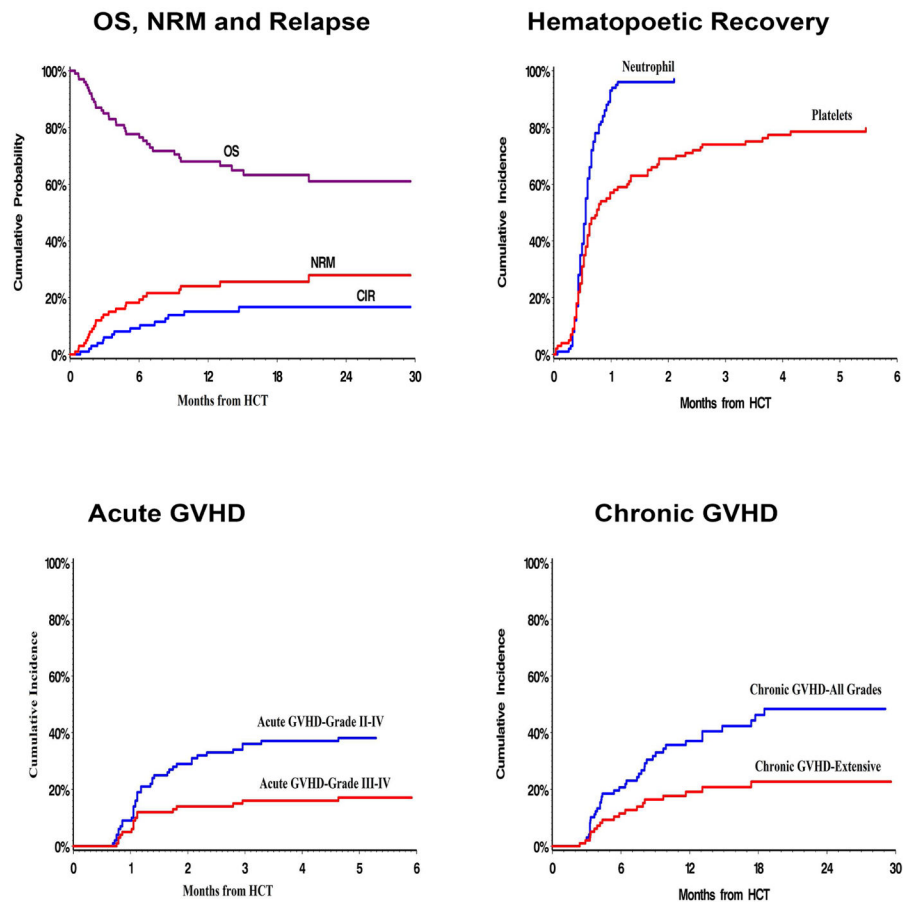 OS, NRM and Relapse
Cumulative Probability
100%
80%
60%
40%
20%
0%
OS
NRM
CIR
0 6 12 18 24 30
Months from HCT
Hematopoetic Recovery
Cumulative Incidence
100%
80%
60%
40%
20%
0%
Neutrophil
Platelets
0 1 2 3 4 5 6
Months from HCT
Acute GVHD
Cumulative Incidence
100%
80%
60%
40%
20%
0%
Acute GVHD-Grade II-IV
Acute GVHD-Grade III-IV
0 1 2 3 4 5 6
Months from HCT
Chronic GVHD
Cumulative Incidence
100%
80%
60%
40%
20%
0%
Chronic GVHD-All Grades
Chronic GVHD-Extensive
0 6 12 18 24 30
Months from HCT